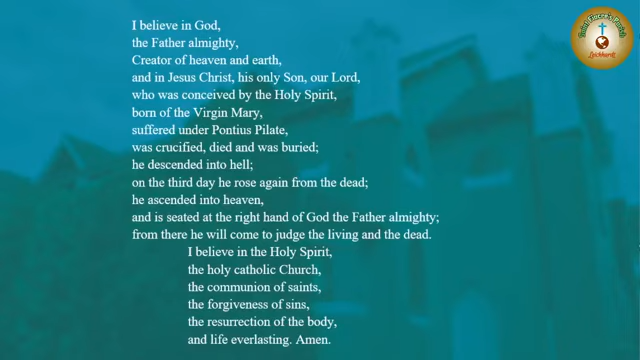 I believe in God,
the Father almighty,
Creator of heaven and earth,
and in Jesus Christ, his only Son, our Lord,
who was conceived by the Holy Spirit,
born of the Virgin Mary,
suffered under Pontius Pilate,
was crucified, died and was buried;
he descended into hell;
on the third day he rose again from the dead;
he ascended into heaven,
and is seated at the right hand of God the Father almighty;
from there he will come to judge the living and the dead.
I believe in the Holy Spirit,
the holy catholic Church,
the communion of saints,
the forgiveness of sins,
the resurrection of the body,
and life everlasting. Amen.
Saint Fiacre's Parish
Leichhardt